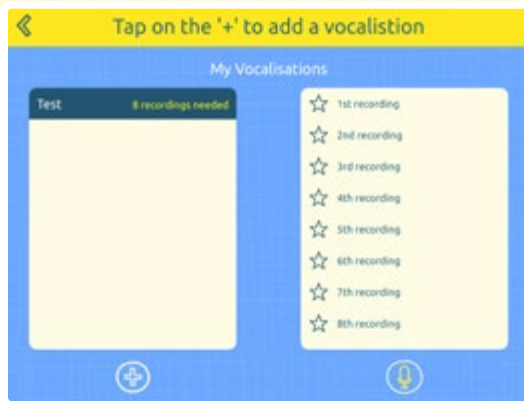 Tap on the '+' to add a vocalistion
My Vocalisations
Test 8 recordings needed
1st recording
2nd recording
3rd recording
4th recording
5th recording
6th recording
7th recording
8th recording